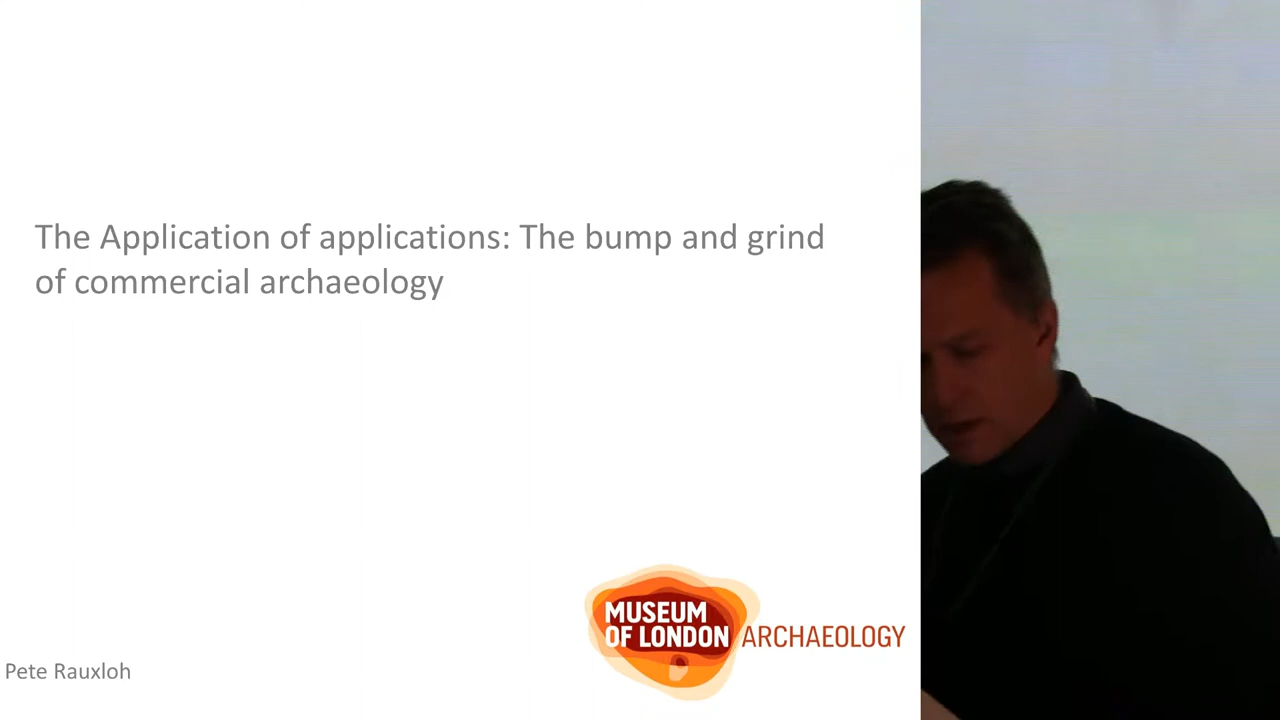 The Application of applications: The bump and grind
of commercial archaeology
MUSEUM
OF LONDON
ARCHAEOLOGY
Pete Rauxloh